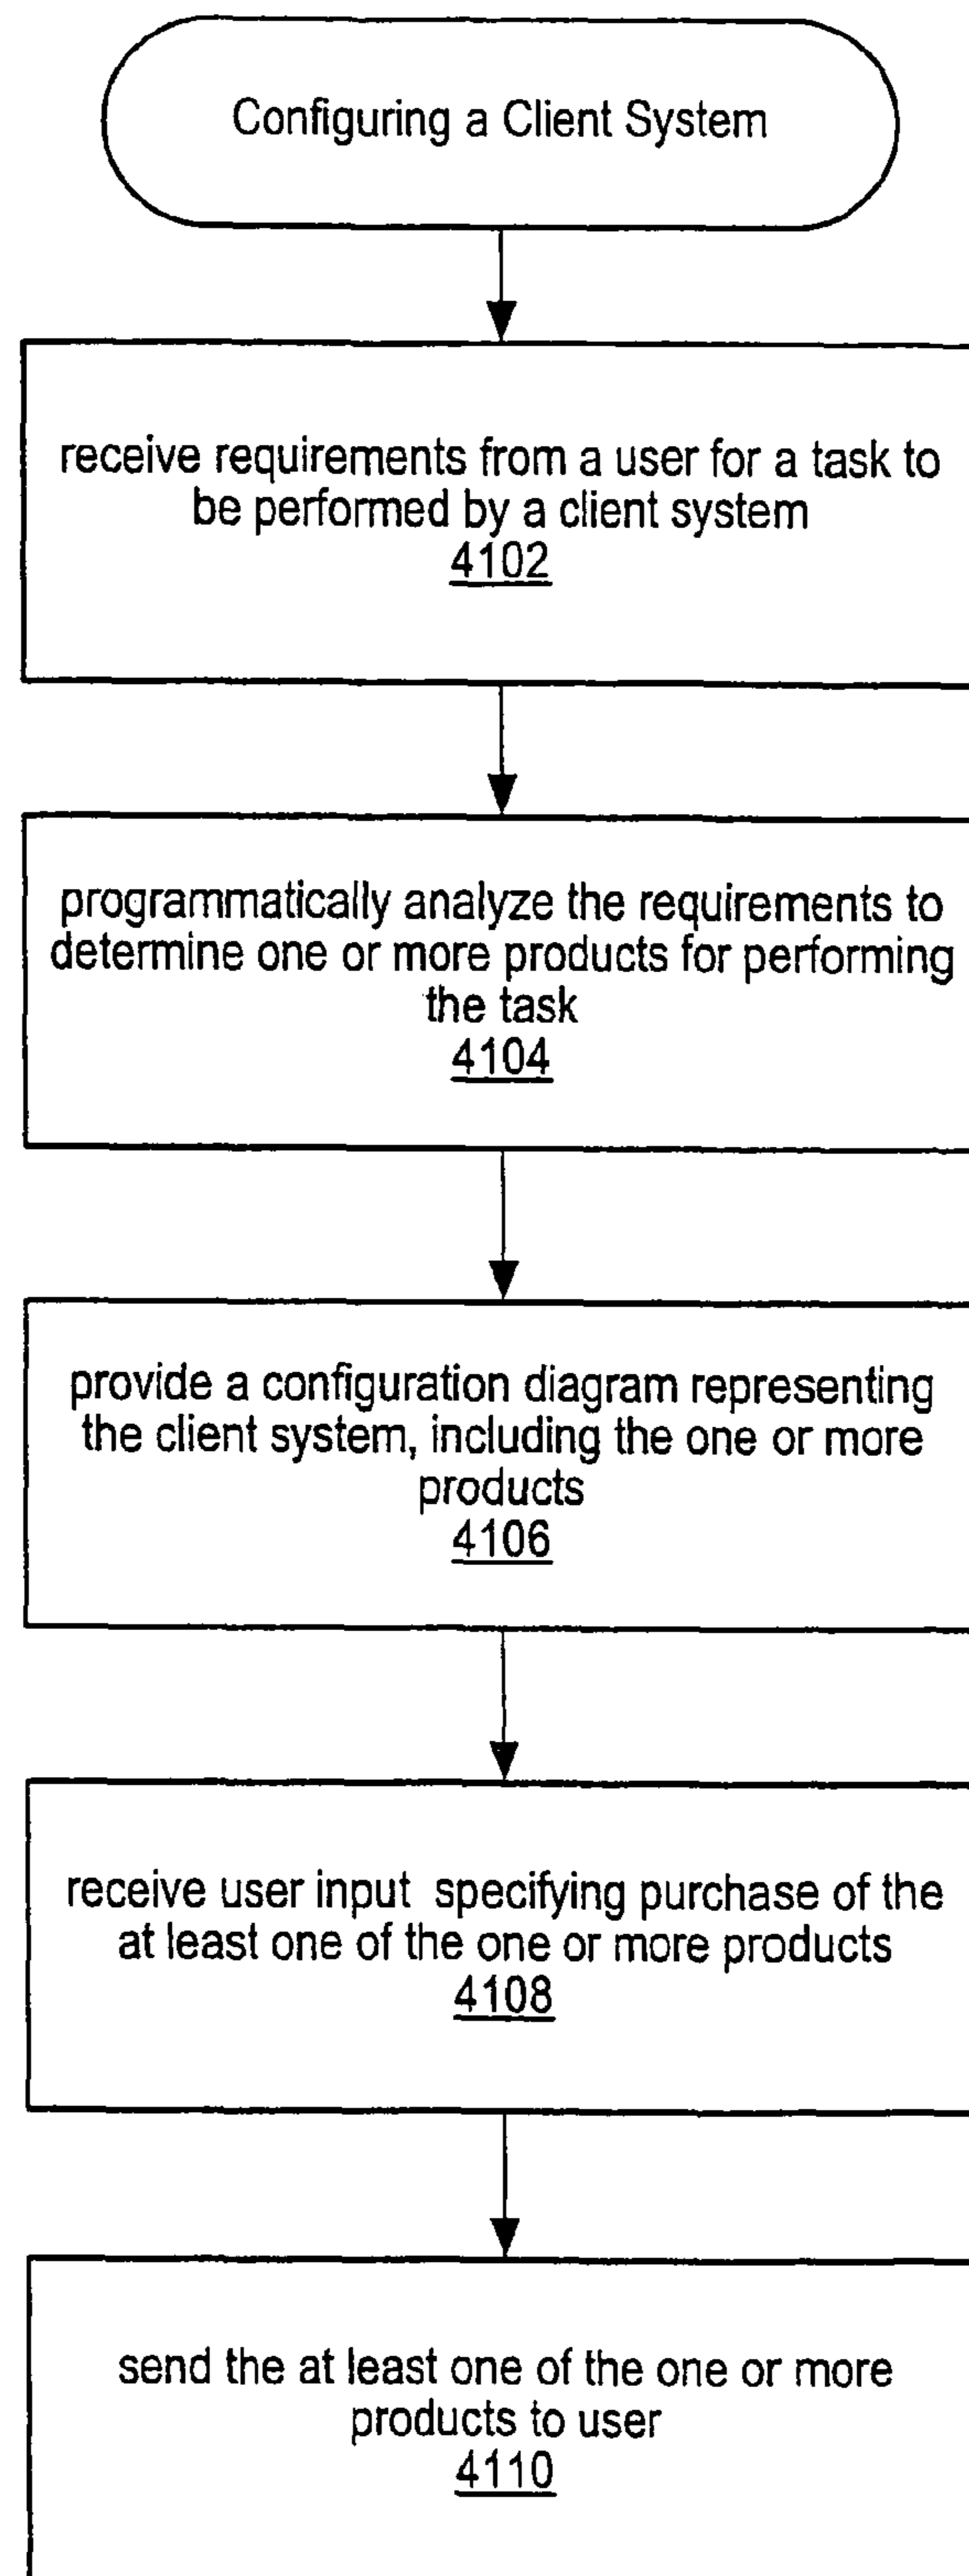 Configuring a Client System
receive requirements from a user for a task to
be performed by a client system
4102
programmatically analyze the requirements to
determine one or more products for performing
the task
4104
provide a configuration diagram representing
the client system, including the one or more
products
4106
receive user input specifying purchase of the
at least one of the one or more products
4108
send the at least one of the one or more
products to user
4110